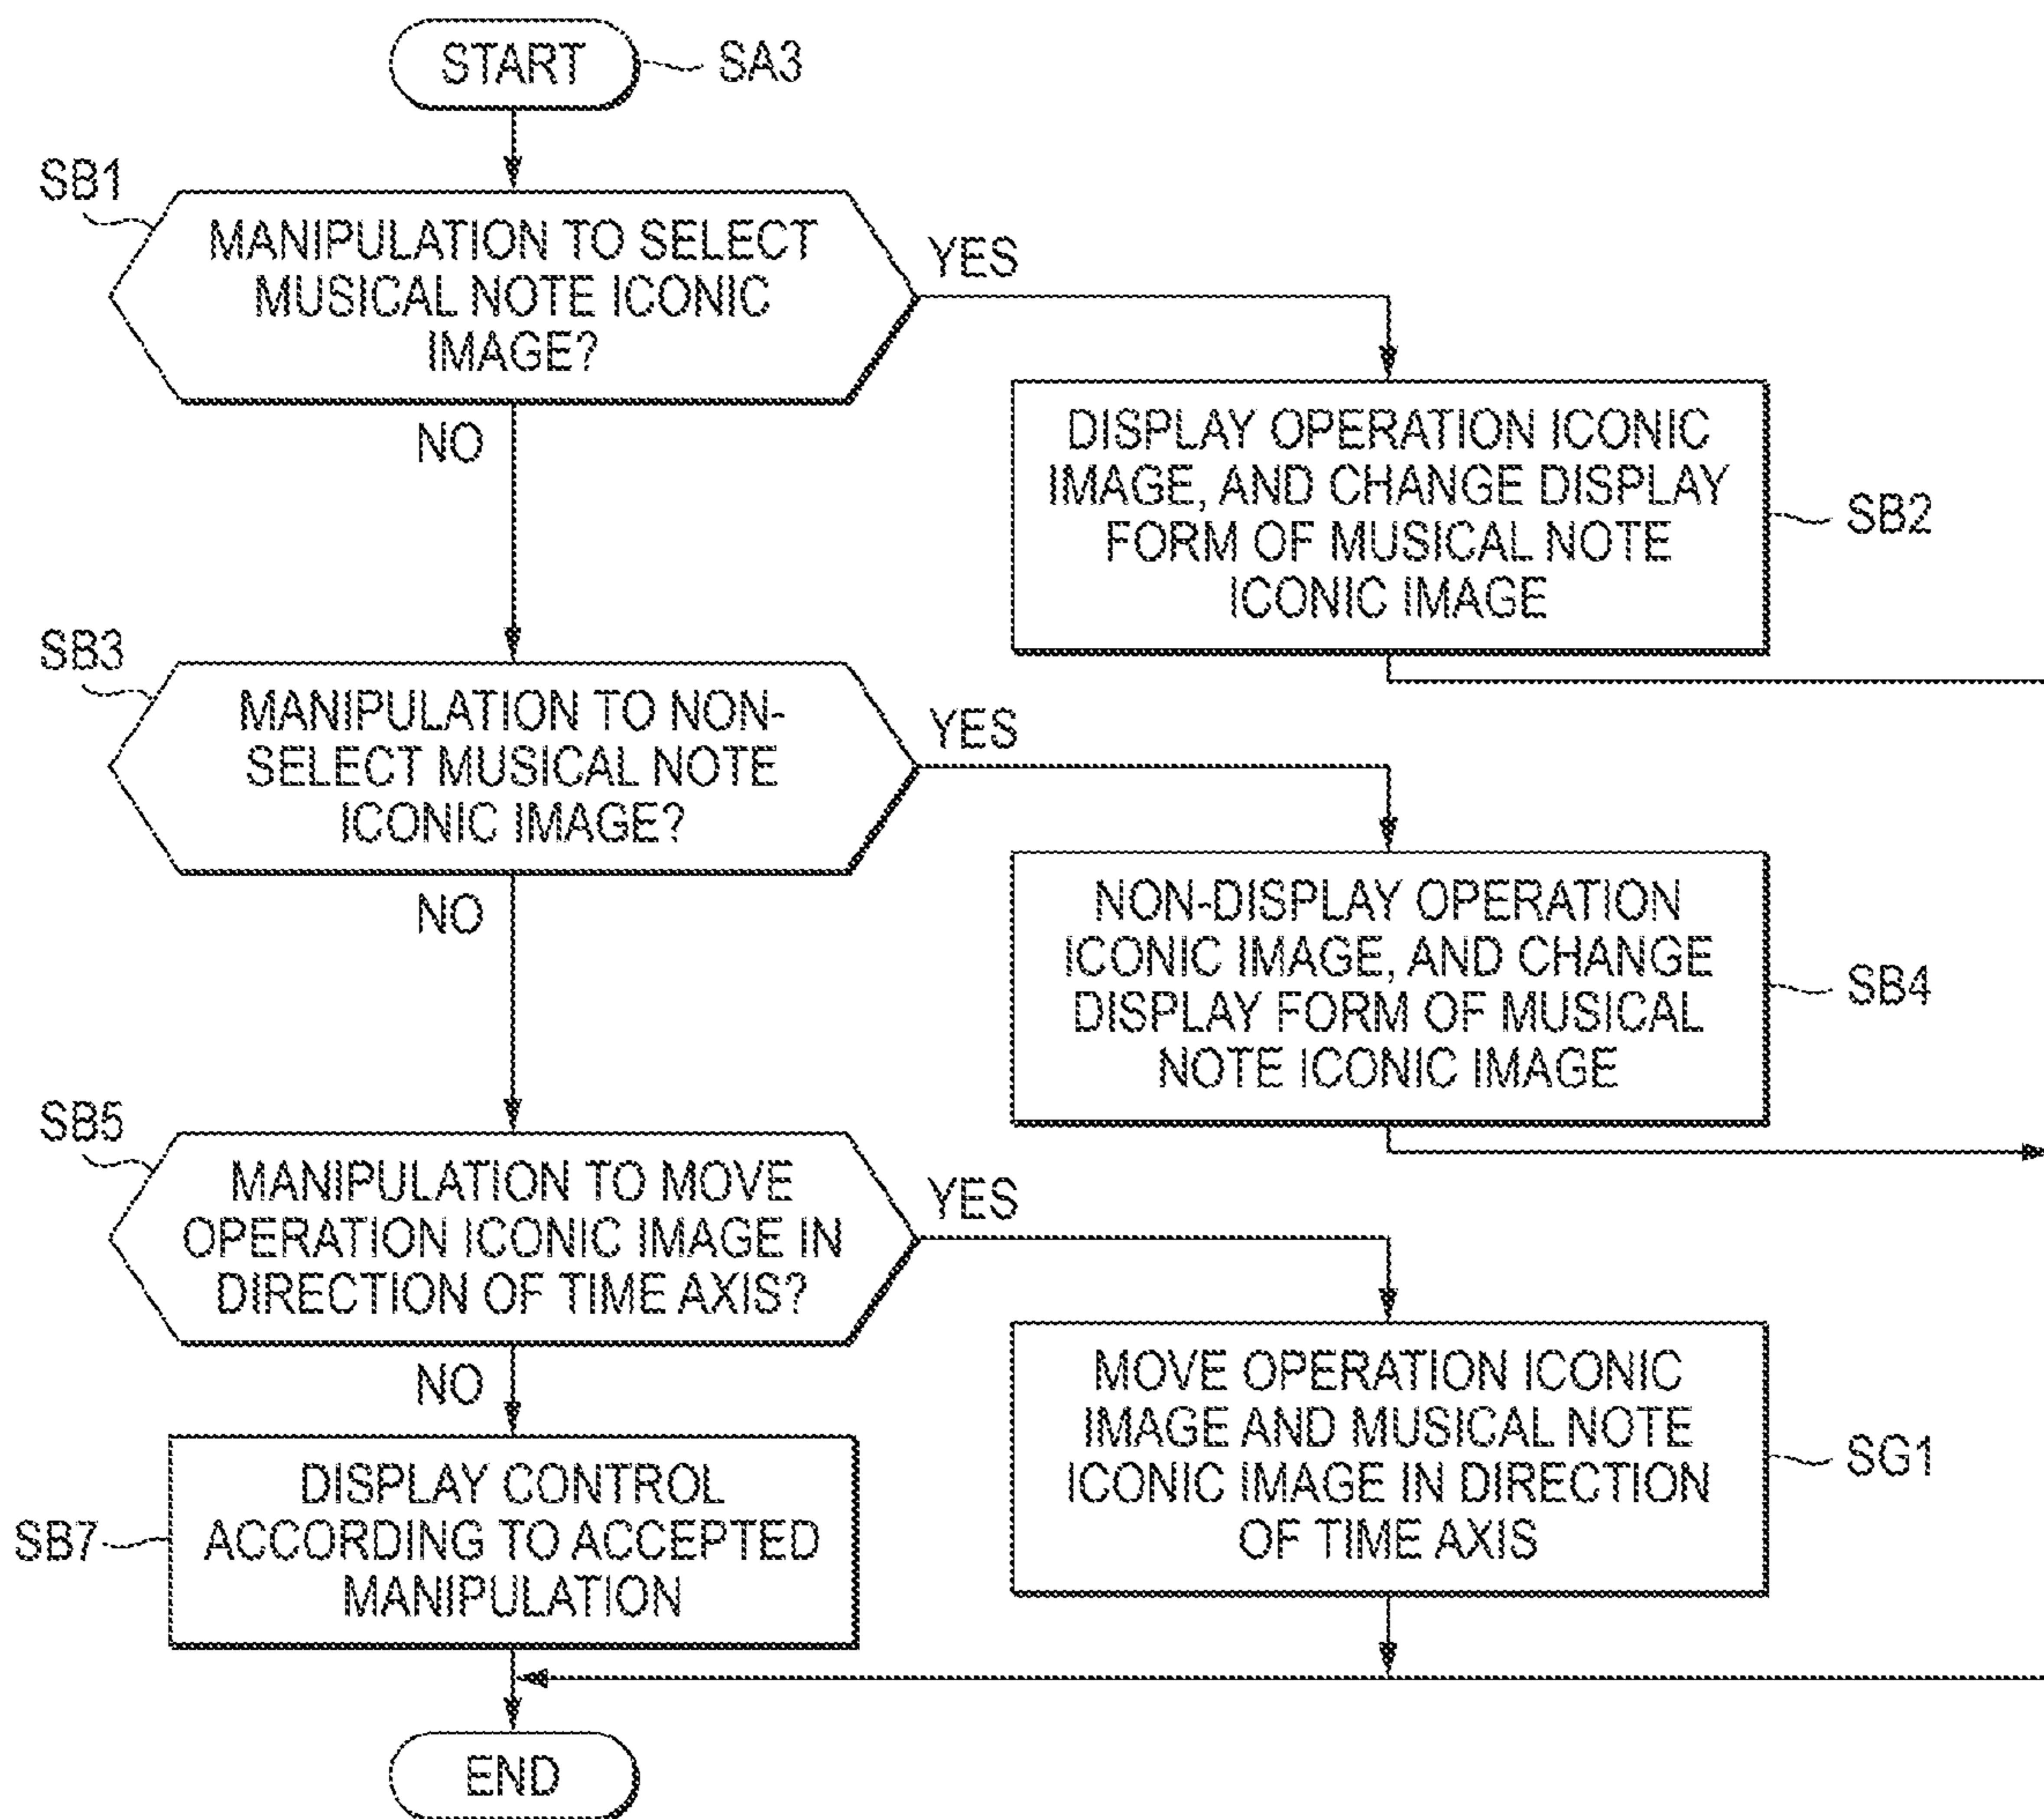 START
SA3
SB1
MANIPULATION TO SELECT
MUSICAL NOTE ICONIC
IMAGE?
YES
NO
DISPLAY OPERATION ICONIC
IMAGE, AND CHANGE DISPLAY
FORM OF MUSICAL NOTE
ICONIC IMAGE
SB2
SB3
MANIPULATION TO NON-
SELECT MUSICAL NOTE
ICONIC IMAGE?
YES
NO
NON-DISPLAY OPERATION
ICONIC IMAGE, AND CHANGE
DISPLAY FORM OF MUSICAL
NOTE ICONIC IMAGE
SB4
SB5
MANIPULATION TO MOVE
OPERATION ICONIC IMAGE IN
DIRECTION OF TIME AXIS?
YES
NO
MOVE OPERATION ICONIC
IMAGE AND MUSICAL NOTE
ICONIC IMAGE IN DIRECTION
OF TIME AXIS
SG1
SB7
DISPLAY CONTROL
ACCORDING TO ACCEPTED
MANIPULATION
END